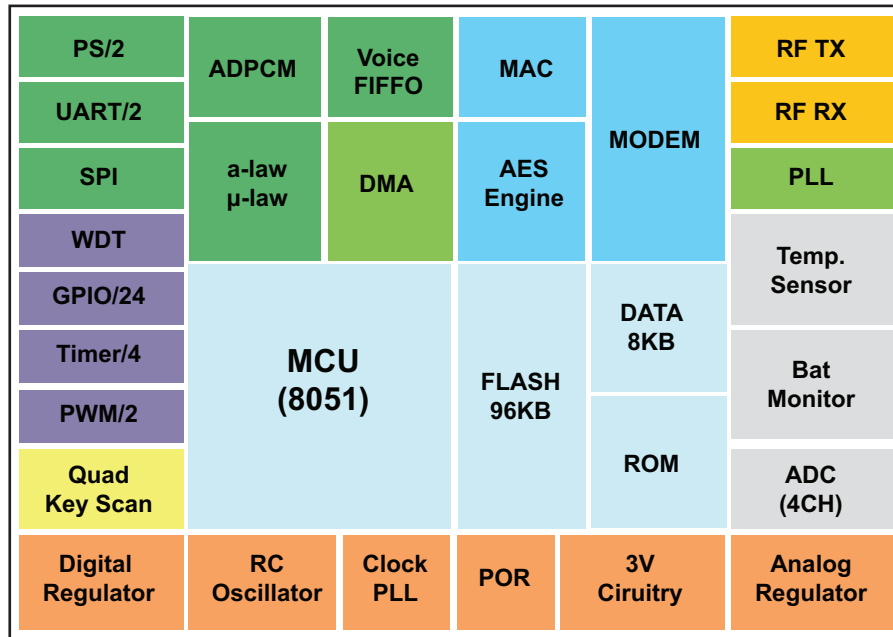 PS/2
UART/2
SPI
WDT
GPIO/24
Timer/4
PWM/2
Quad
Key Scan
ADPCM
Voice
FIFFO
a-law
µ-law
DMA
MAC
AES
Engine
MODEM
MCU
(8051)
FLASH
96KB
DATA
8KB
ROM
RF TX
RF RX
PLL
Temp.
Sensor
Bat
Monitor
ADC
(4CH)
Digital
Regulator
RC
Oscillator
Clock
PLL
POR
3V
Ciruitry
Analog
Regulator